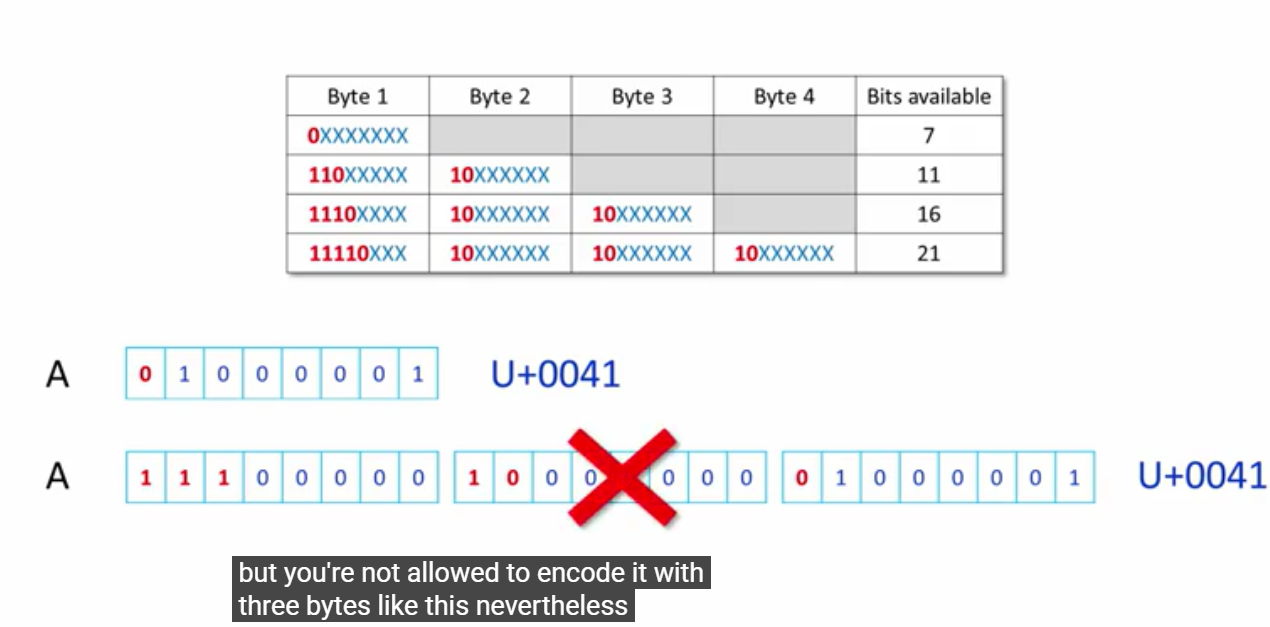 Byte 1 Byte 2 Byte 3 Byte 4 Bits available
0XXXXXXX 7
110XXXXX 10XXXXXX 11
1110XXXX 10XXXXXX 10XXXXXX 16
11110XXX 10XXXXXX 10XXXXXX 10XXXXXX 21
A 0 1 0 0 0 0 0 1 U+0041
A 1 1 1 0 0 0 0 0 1 0 0 0 0 0 0 0 1 0 0 0 0 0 1 U+0041
but you're not allowed to encode it with
three bytes like this nevertheless